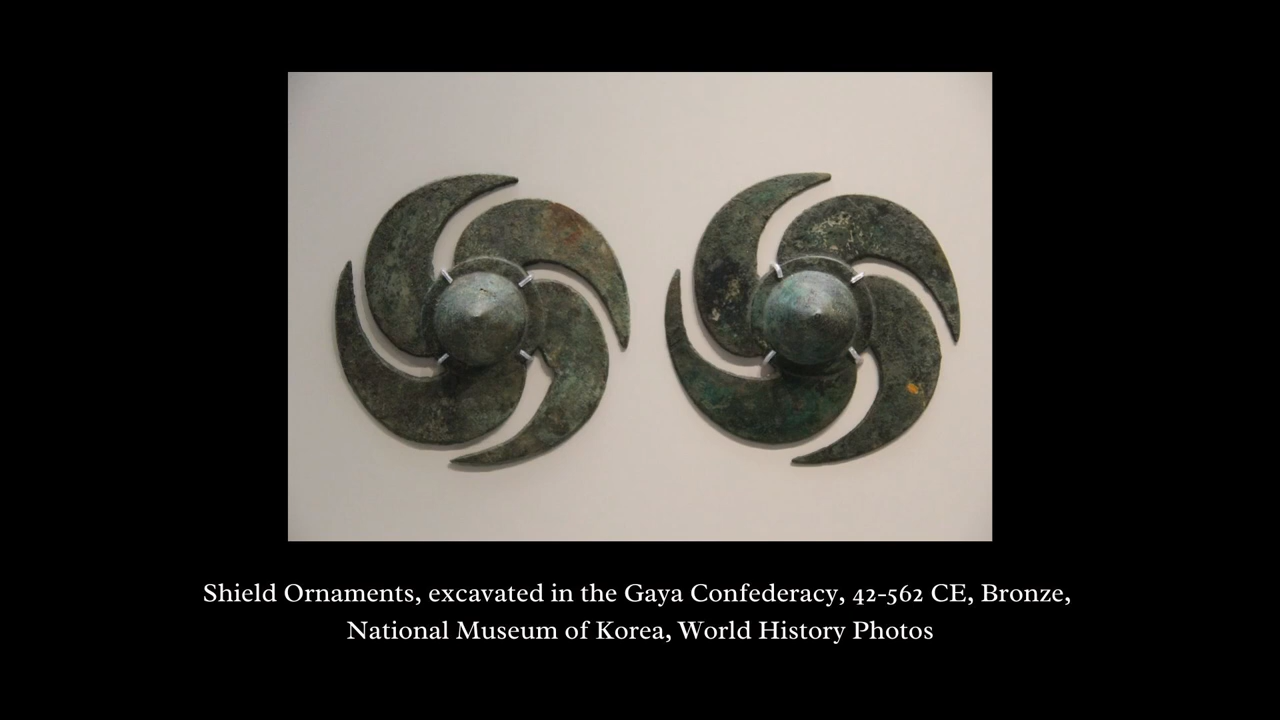 Shield Ornaments, excavated in the Gaya Confederacy, 42-562 CE, Bronze,
National Museum of Korea, World History Photos